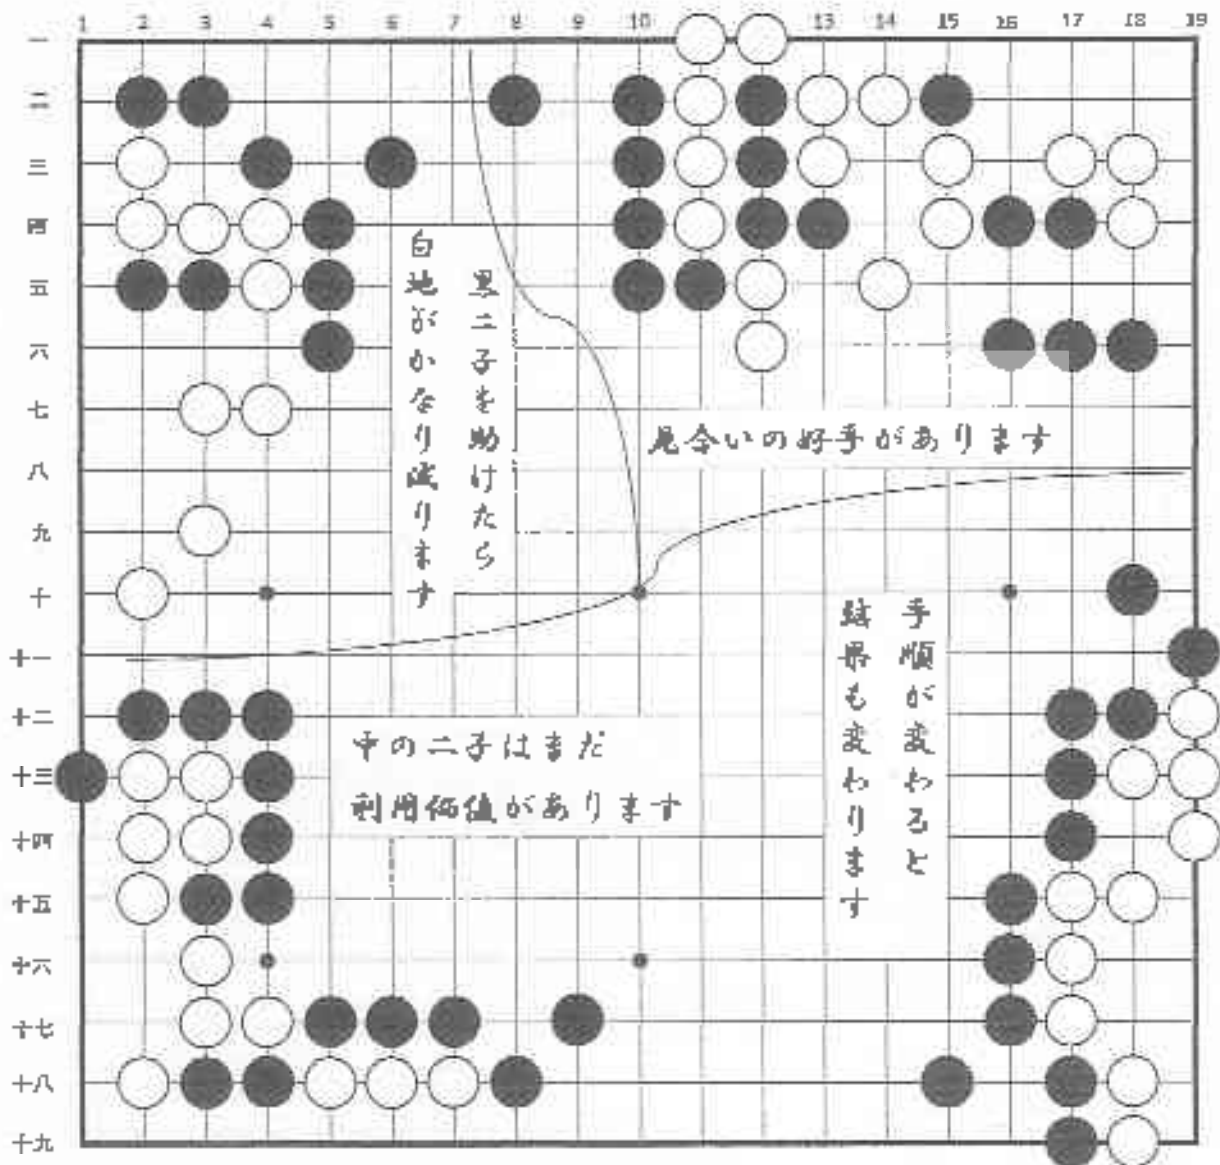 1 2 3 4 5 6 7 8 9 10 11 12 13 14 15 16 17 18 19
一
二
三
四
五
六
七
八
九
十
十一
十二
十三
十四
十五
十六
十七
十八
十九
黒二子を助けたら
白地がかなり減ります
見合いの好手があります
手順が変わると
結果も変わります
中の二子はまだ
利用価値があります